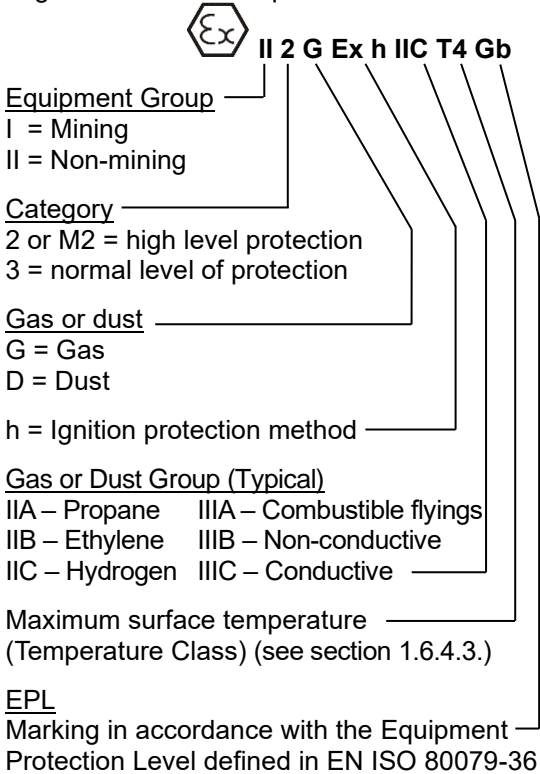 Ex II 2 G Ex h IIC T4 Gb
Equipment Group
I = Mining
II = Non-mining
Category
2 or M2 = high level protection
3 = normal level of protection
Gas or dust
G = Gas
D = Dust
h = Ignition protection method
Gas or Dust Group (Typical)
IIA – Propane IIIA – Combustible flyings
IIB – Ethylene IIIB – Non-conductive
IIC – Hydrogen IIIC – Conductive
Maximum surface temperature
(Temperature Class) (see section 1.6.4.3.)
EPL
Marking in accordance with the Equipment
Protection Level defined in EN ISO 80079-36